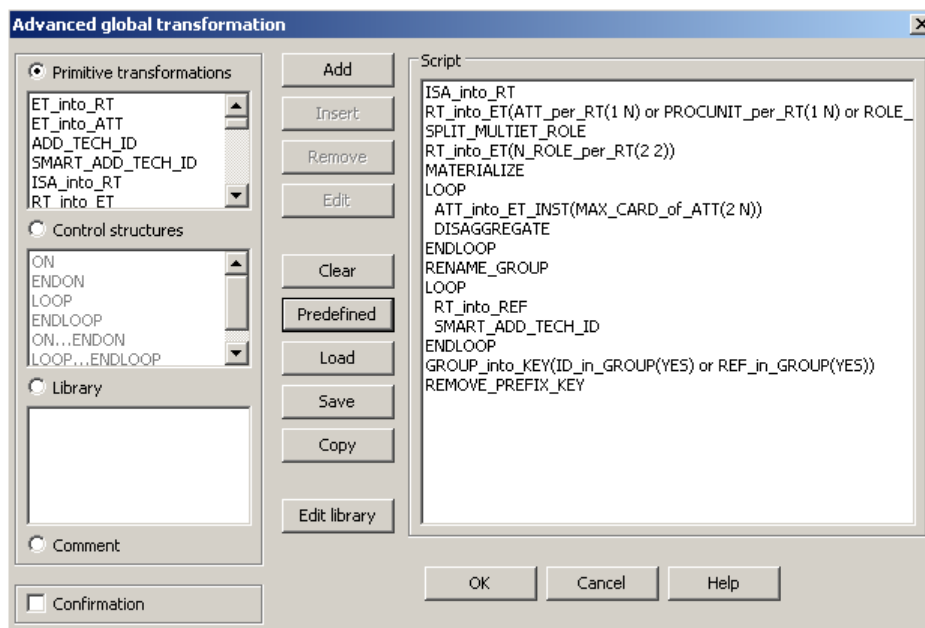 Advanced global transformation
Primitive transformations
ET_into_RT
ET_into_ATT
ADD_TECH_ID
SMART_ADD_TECH_ID
ISA_into_RT
RT_into_ET
Control structures
ON
ENDON
LOOP
ENDLOOP
ON...ENDON
LOOP...ENDLOOP
Library
Comment
Confirmation
Add
Insert
Remove
Edit
Clear
Predefined
Load
Save
Copy
Edit library
Script
ISA_into_RT
RT_into_ET(ATT_per_RT(1 N) or PROCUNIT_per_RT(1 N) or ROLE_
SPLIT_MULTIET_ROLE
RT_into_ET(N_ROLE_per_RT(2 2))
MATERIALIZE
LOOP
ATT_into_ET_INST(MAX_CARD_of_ATT(2 N))
DISAGGREGATE
ENDLOOP
RENAME_GROUP
LOOP
RT_into_REF
SMART_ADD_TECH_ID
ENDLOOP
GROUP_into_KEY(ID_in_GROUP(YES) or REF_in_GROUP(YES))
REMOVE_PREFIX_KEY
OK
Cancel
Help